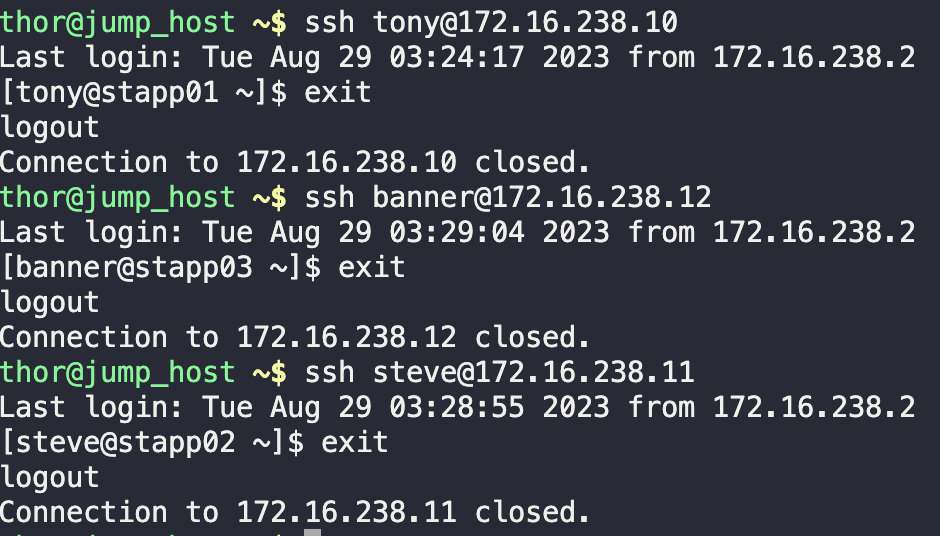 thor@jump_host ~$ ssh tony@172.16.238.10
Last login: Tue Aug 29 03:24:17 2023 from 172.16.238.2
[tony@stapp01 ~]$ exit
logout
Connection to 172.16.238.10 closed.
thor@jump_host ~$ ssh banner@172.16.238.12
Last login: Tue Aug 29 03:29:04 2023 from 172.16.238.2
[banner@stapp03 ~]$ exit
logout
Connection to 172.16.238.12 closed.
thor@jump_host ~$ ssh steve@172.16.238.11
Last login: Tue Aug 29 03:28:55 2023 from 172.16.238.2
[steve@stapp02 ~]$ exit
logout
Connection to 172.16.238.11 closed.